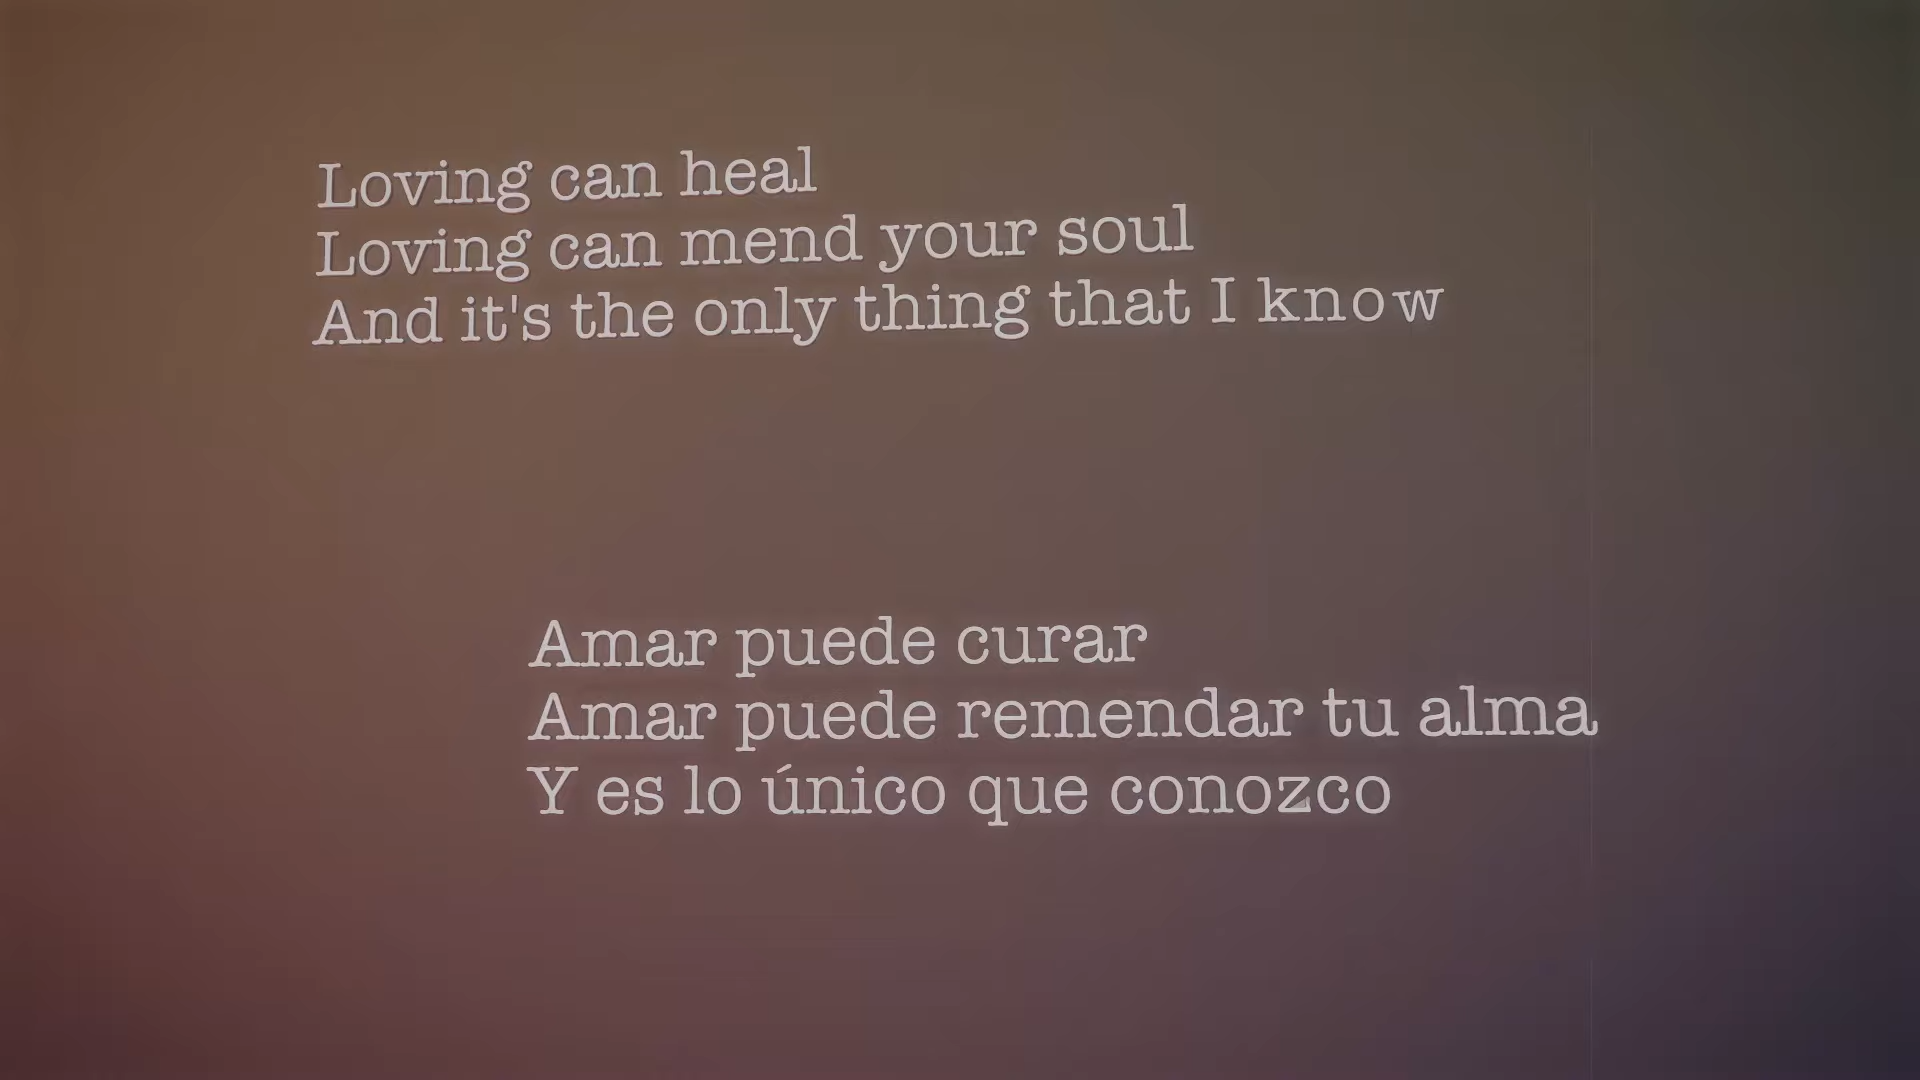 Loving can heal
Loving can mend your soul
And it's the only thing that I know
Amar puede curar
Amar puede remendar tu alma
Y es lo único que conozco